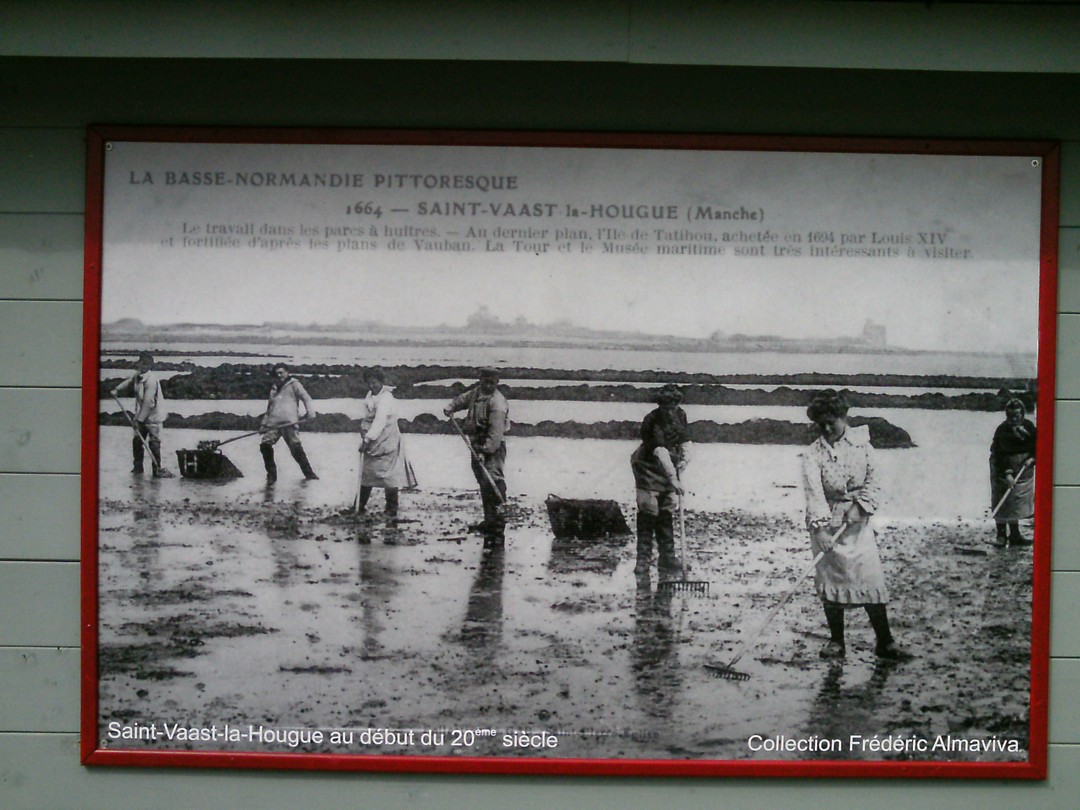 LA BASSE-NORMANDIE PITTORESQUE
1664 — SAINT-VAAST la-HOUGUE (Manche)
Le travail dans les parcs à huîtres. — Au dernier plan, l'Ile de Tatihou, achetée en 1694 par Louis XIV
et fortifiée d'après les plans de Vauban. La Tour et le Musée maritime sont très intéressants à visiter.
Saint-Vaast-la-Hougue au début du 20ème siècle
Collection Frédéric Almaviva